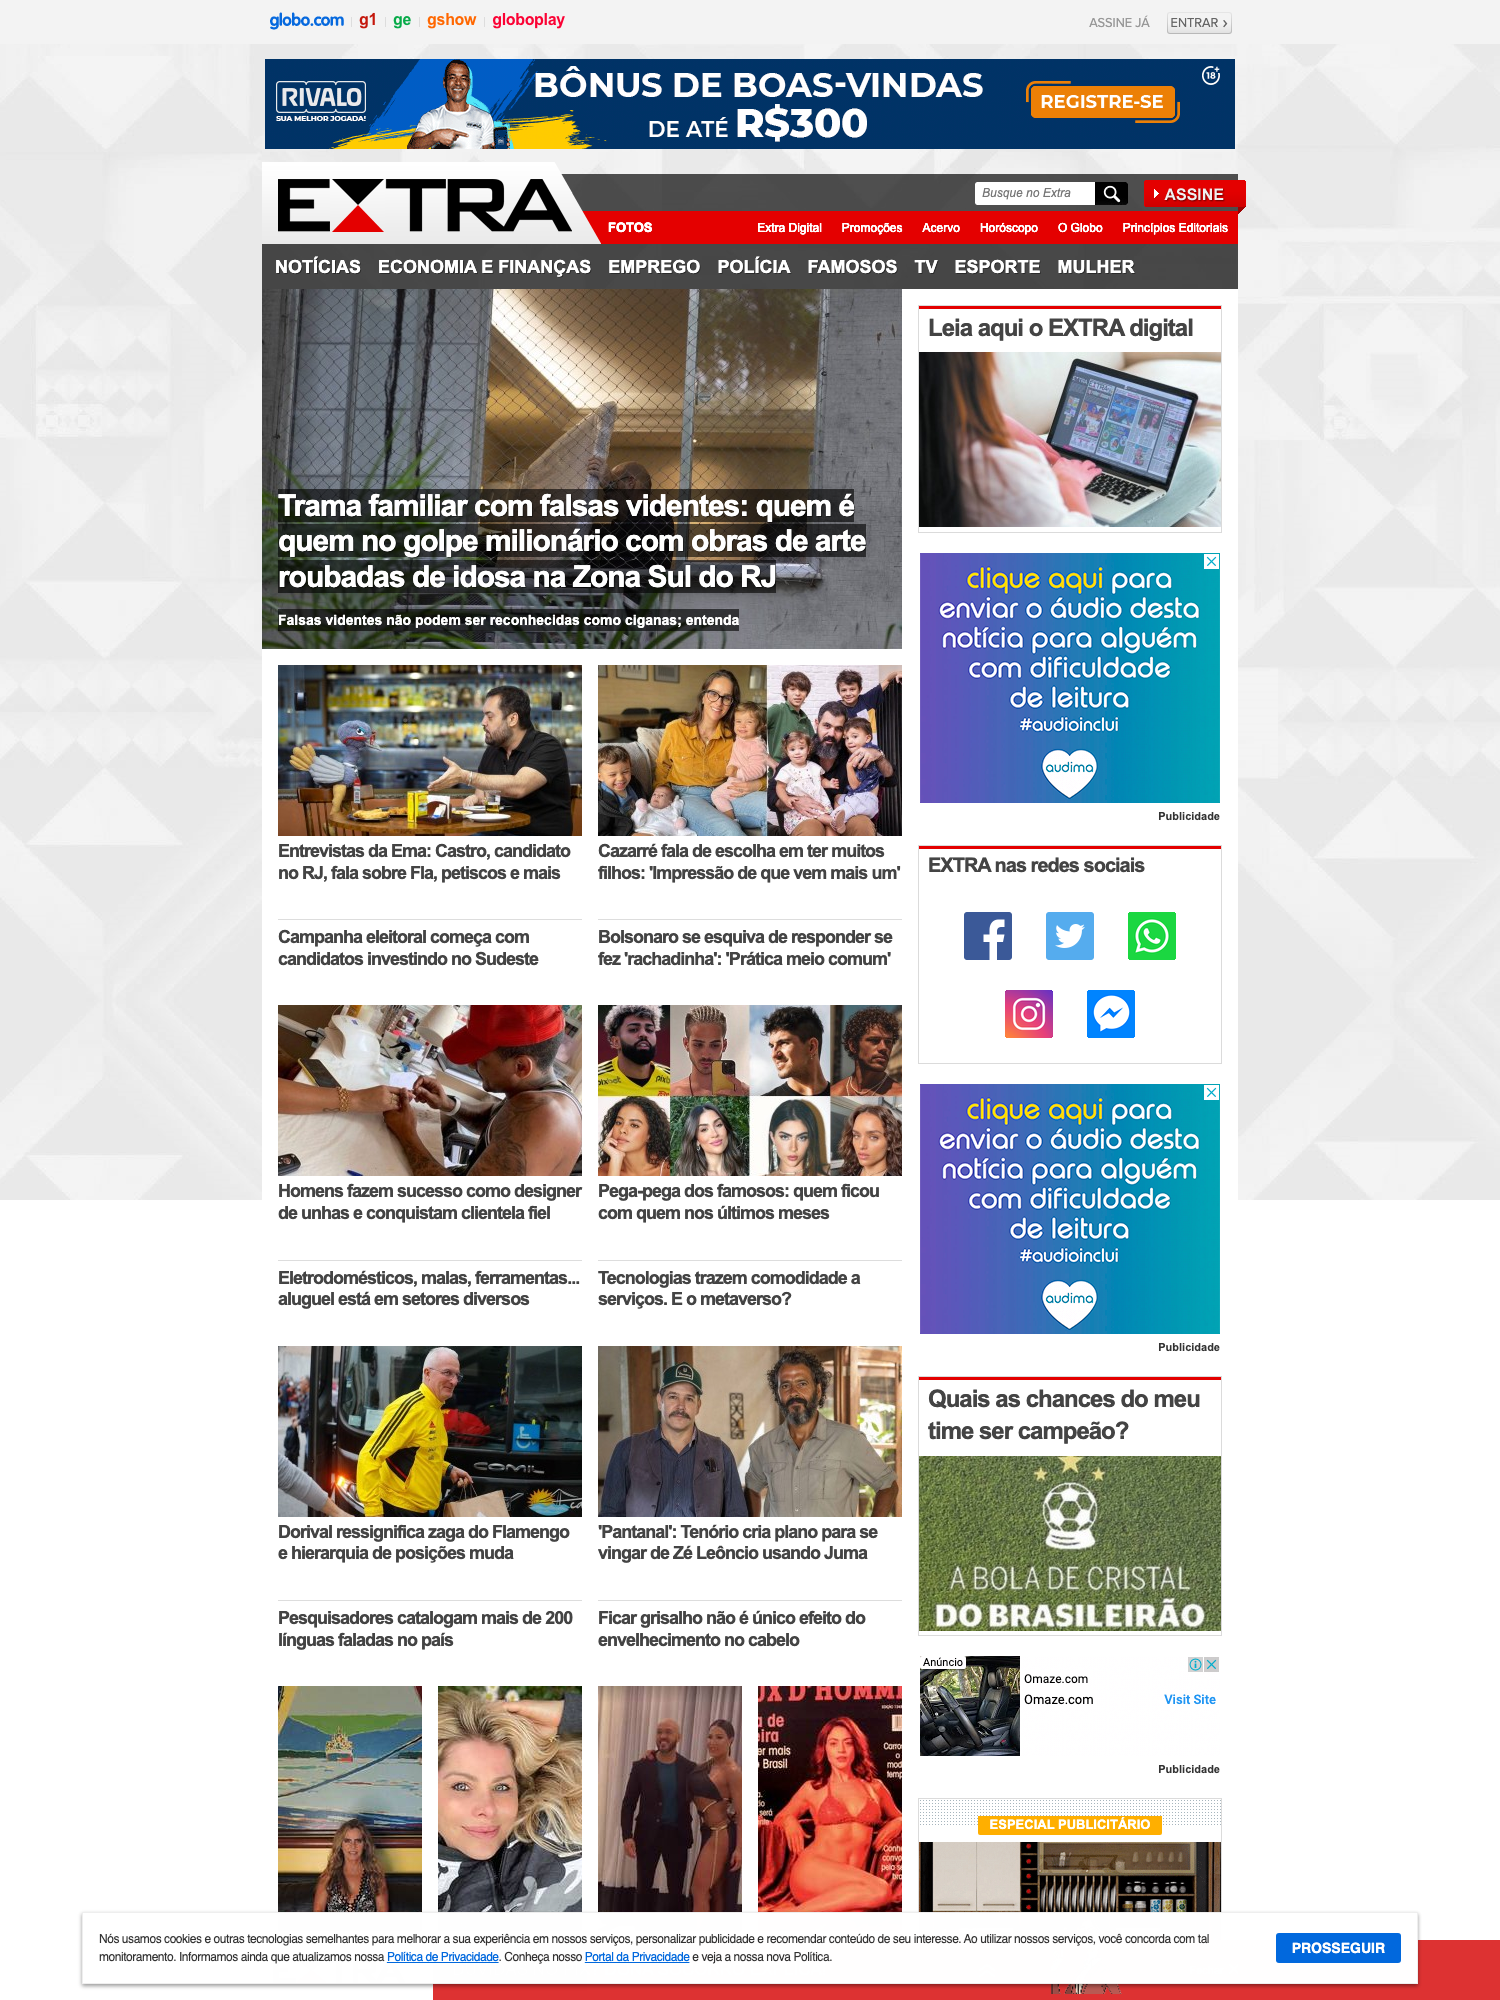 globo.com g1 ge gshow globoplay
ASSINE JÁ ENTRAR ›
RIVALO
SUA MELHOR JOGADA!
BÔNUS DE BOAS-VINDAS
DE ATÉ R$300
REGISTRE-SE
18+
EXTRA
Busque no Extra
ASSINE
FOTOS
Extra Digital Promoções Acervo Horóscopo O Globo Princípios Editoriais
NOTÍCIAS ECONOMIA E FINANÇAS EMPREGO POLÍCIA FAMOSOS TV ESPORTE MULHER
Trama familiar com falsas videntes: quem é
quem no golpe milionário com obras de arte
roubadas de idosa na Zona Sul do RJ
Falsas videntes não podem ser reconhecidas como ciganas; entenda
Entrevistas da Ema: Castro, candidato
no RJ, fala sobre Fla, petiscos e mais
Cazarré fala de escolha em ter muitos
filhos: 'Impressão de que vem mais um'
Campanha eleitoral começa com
candidatos investindo no Sudeste
Bolsonaro se esquiva de responder se
fez 'rachadinha': 'Prática meio comum'
Homens fazem sucesso como designer
de unhas e conquistam clientela fiel
Pega-pega dos famosos: quem ficou
com quem nos últimos meses
Eletrodomésticos, malas, ferramentas...
aluguel está em setores diversos
Tecnologias trazem comodidade a
serviços. E o metaverso?
COMIL
Dorival ressignifica zaga do Flamengo
e hierarquia de posições muda
'Pantanal': Tenório cria plano para se
vingar de Zé Leôncio usando Juma
Pesquisadores catalogam mais de 200
línguas faladas no país
Ficar grisalho não é único efeito do
envelhecimento no cabelo
Leia aqui o EXTRA digital
clique aqui para
enviar o áudio desta
notícia para alguém
com dificuldade
de leitura
#audioinclui
audima
Publicidade
EXTRA nas redes sociais
clique aqui para
enviar o áudio desta
notícia para alguém
com dificuldade
de leitura
#audioinclui
audima
Publicidade
Quais as chances do meu
time ser campeão?
A BOLA DE CRISTAL
DO BRASILEIRÃO
Anúncio
Omaze.com
Omaze.com Visit Site
Publicidade
ESPECIAL PUBLICITÁRIO
Nós usamos cookies e outras tecnologias semelhantes para melhorar a sua experiência em nossos serviços, personalizar publicidade e recomendar conteúdo de seu interesse. Ao utilizar nossos serviços, você concorda com tal
monitoramento. Informamos ainda que atualizamos nossa Política de Privacidade. Conheça nosso Portal da Privacidade e veja a nossa nova Política.
PROSSEGUIR